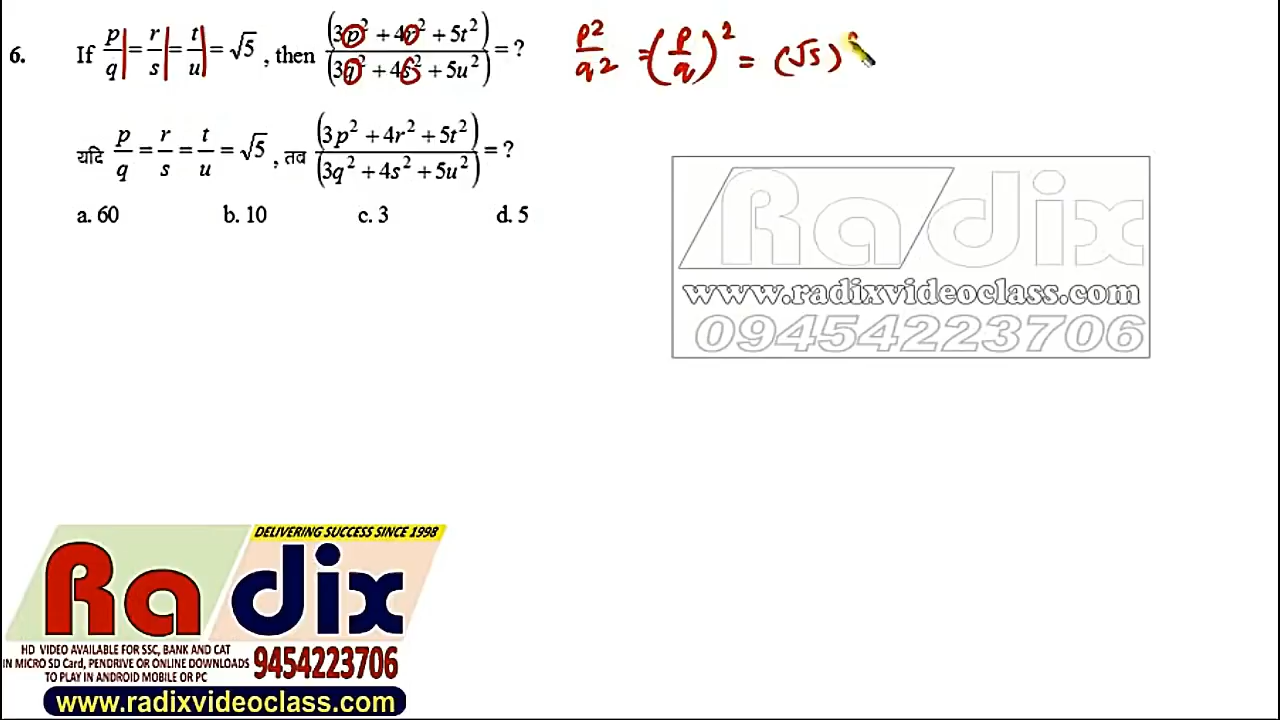 6. If p/q = r/s = t/u = √5 , then (3p² + 4r² + 5t²)/(3q² + 4s² + 5u²) = ? p²/q² = (p/q)² = (√5)
यदि p/q = r/s = t/u = √5 , तब (3p² + 4r² + 5t²)/(3q² + 4s² + 5u²) = ?
a. 60 b. 10 c. 3 d. 5
Radix
www.radixvideoclass.com
09454223706
DELIVERING SUCCESS SINCE 1998
Radix
HD VIDEO AVAILABLE FOR SSC, BANK AND CAT
IN MICRO SD Card, PENDRIVE OR ONLINE DOWNLOADS
TO PLAY IN ANDROID MOBILE OR PC
9454223706
www.radixvideoclass.com